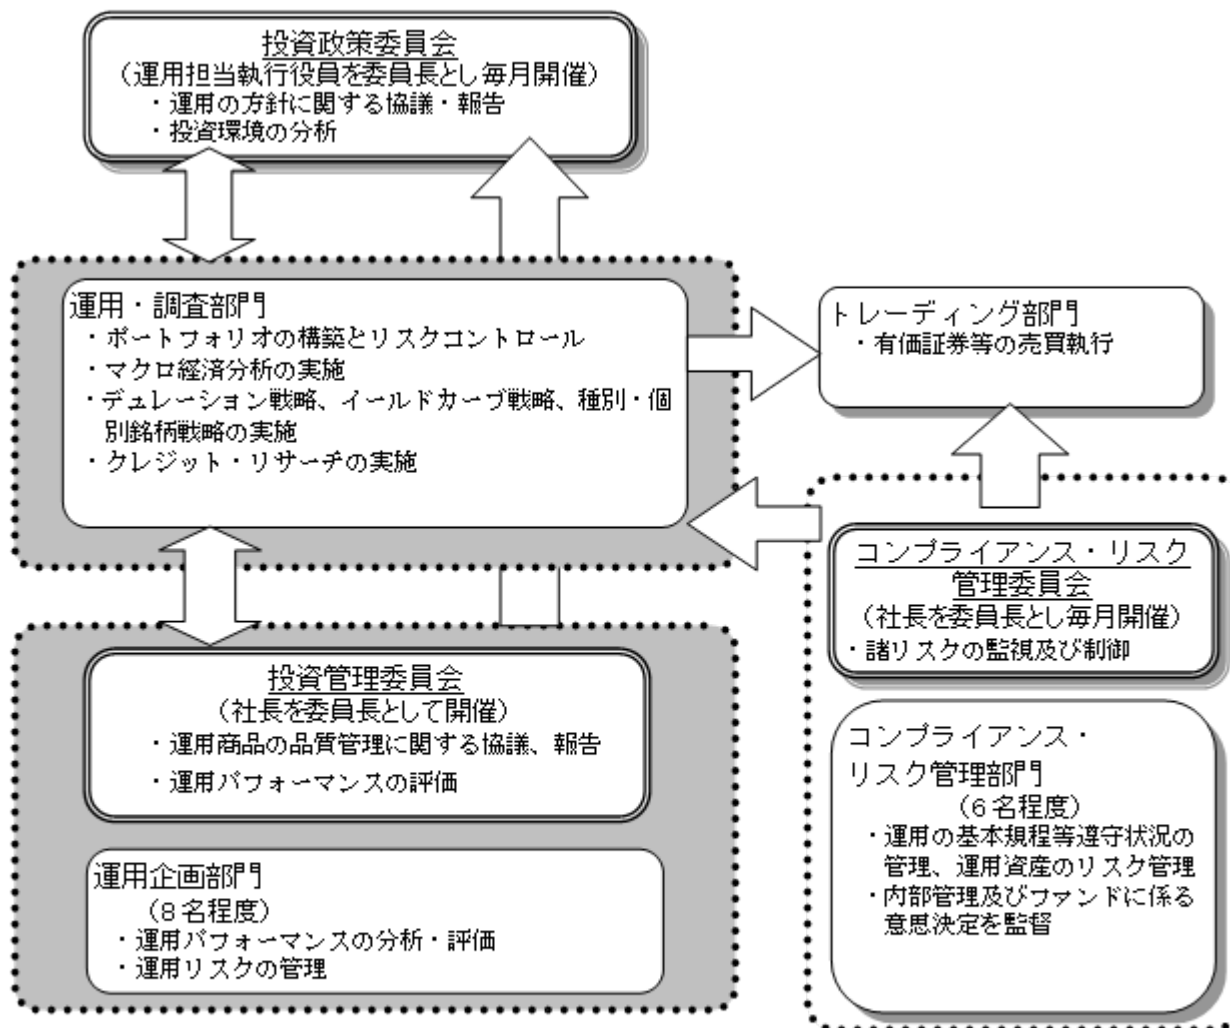 投資政策委員会
(運用担当執行役員を委員長とし毎月開催)
・運用の方針に関する協議・報告
・投資環境の分析
運用・調査部門
・ポートフォリオの構築とリスクコントロール
・マクロ経済分析の実施
・デュレーション戦略、イールドカーブ戦略、種別・個
別銘柄戦略の実施
・クレジット・リサーチの実施
トレーディング部門
・有価証券等の売買執行
投資管理委員会
(社長を委員長として開催)
・運用商品の品質管理に関する協議、報告
・運用パフォーマンスの評価
運用企画部門
(8名程度)
・運用パフォーマンスの分析・評価
・運用リスクの管理
コンプライアンス・リスク
管理委員会
(社長を委員長とし毎月開催)
・諸リスクの監視及び制御
コンプライアンス・
リスク管理部門
(6名程度)
・運用の基本規程等遵守状況の
管理、運用資産のリスク管理
・内部管理及びファンドに係る
意思決定を監督